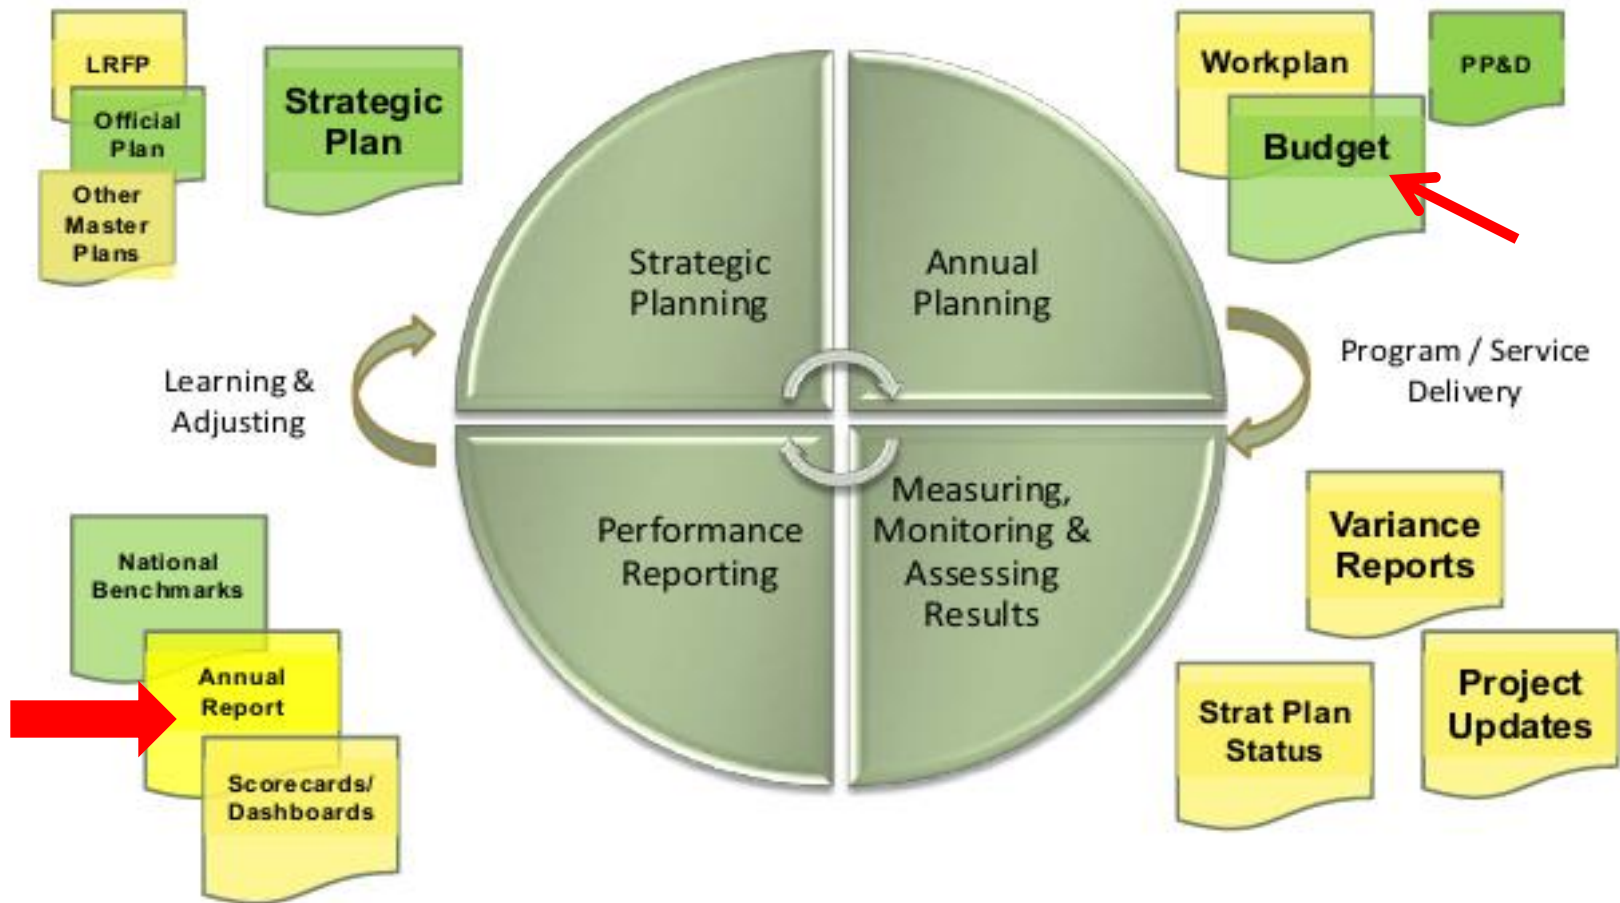 LRFP
Official
Plan
Other
Master
Plans
Strategic
Plan
Workplan
Budget
PP&D
Strategic
Planning
Annual
Planning
Learning &
Adjusting
Program / Service
Delivery
Performance
Reporting
Measuring,
Monitoring &
Assessing
Results
National
Benchmarks
Annual
Report
Scorecards/
Dashboards
Variance
Reports
Strat Plan
Status
Project
Updates